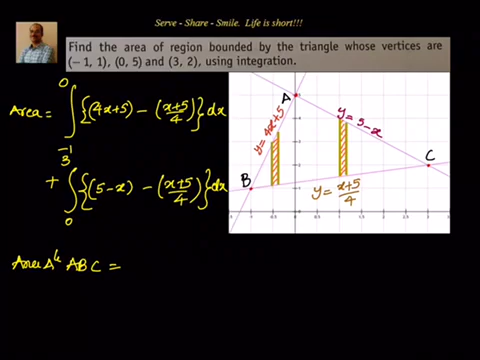 Serve - Share - Smile. Life is short!!!
Find the area of region bounded by the triangle whose vertices are
(− 1, 1), (0, 5) and (3, 2), using integration.
Area = ∫_{-1}^{0} {(4x+5) − (x+5/4)} dx
+ ∫_{0}^{3} {(5−x) − (x+5/4)} dx
Area Δ^{le} ABC =
A
y = 4x+5
y = 5−x
B
C
y = x+5/4